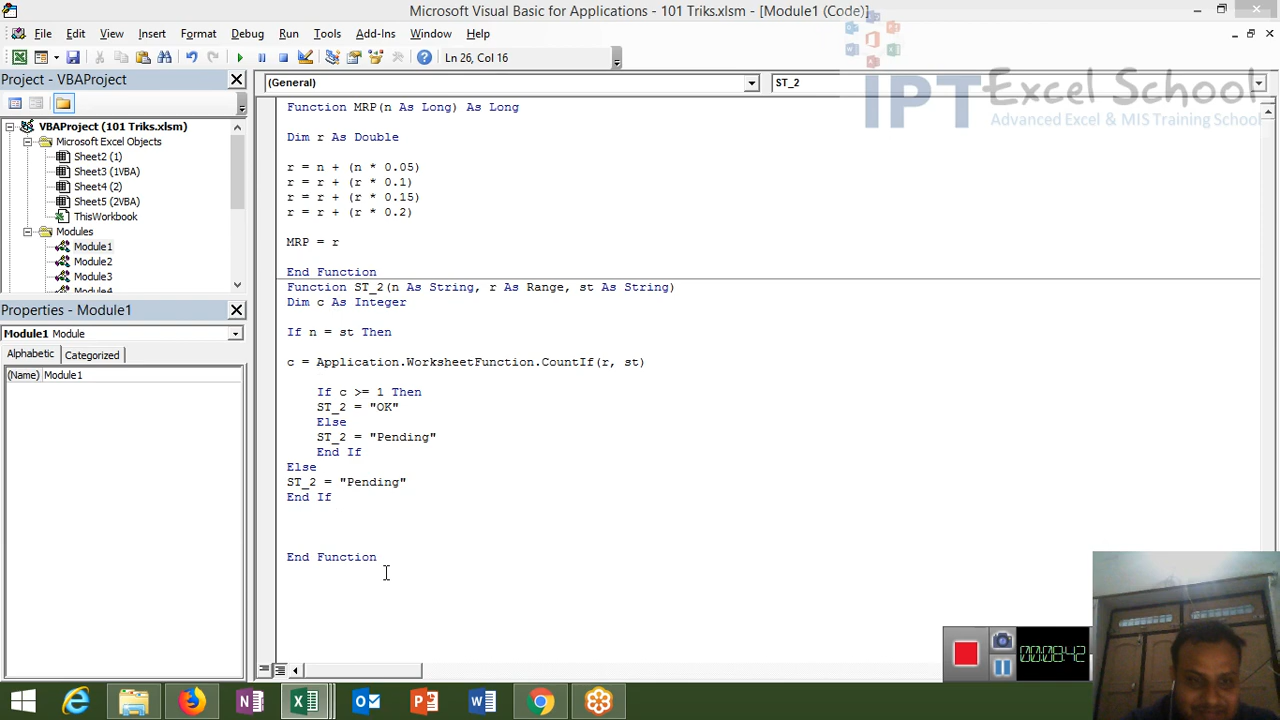 Microsoft Visual Basic for Applications - 101 Triks.xlsm - [Module1 (Code)]
File Edit View Insert Format Debug Run Tools Add-Ins Window Help
Ln 26, Col 16
IPT Excel School
Advanced Excel & MIS Training School
Project - VBAProject
(General)
ST_2
VBAProject (101 Triks.xlsm)
Microsoft Excel Objects
Sheet2 (1)
Sheet3 (1VBA)
Sheet4 (2)
Sheet5 (2VBA)
ThisWorkbook
Modules
Module1
Module2
Module3
Module4
Properties - Module1
Module1 Module
Alphabetic Categorized
(Name) Module1
Function MRP(n As Long) As Long
Dim r As Double
r = n + (n * 0.05)
r = r + (r * 0.1)
r = r + (r * 0.15)
r = r + (r * 0.2)
MRP = r
End Function
Function ST_2(n As String, r As Range, st As String)
Dim c As Integer
If n = st Then
c = Application.WorksheetFunction.CountIf(r, st)
If c >= 1 Then
ST_2 = "OK"
Else
ST_2 = "Pending"
End If
Else
ST_2 = "Pending"
End If
End Function
00:08:42